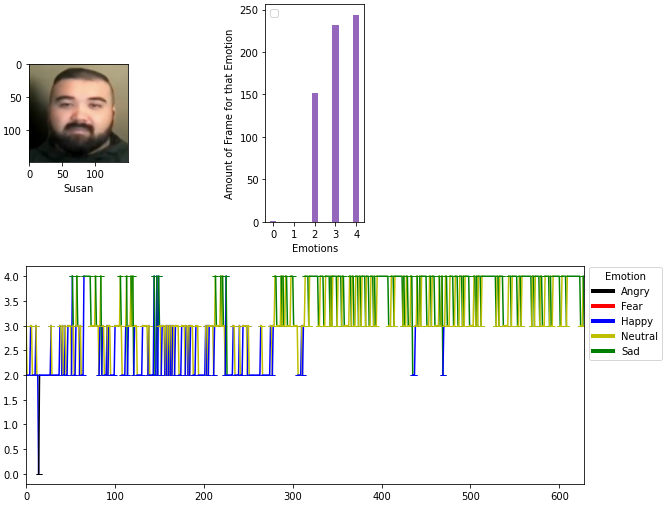 0
50
100
0 50 100
Susan
250
200
150
100
50
0
Amount of Frame for that Emotion
0 1 2 3 4
Emotions
4.0
3.5
3.0
2.5
2.0
1.5
1.0
0.5
0.0
0 100 200 300 400 500 600
Emotion
Angry
Fear
Happy
Neutral
Sad